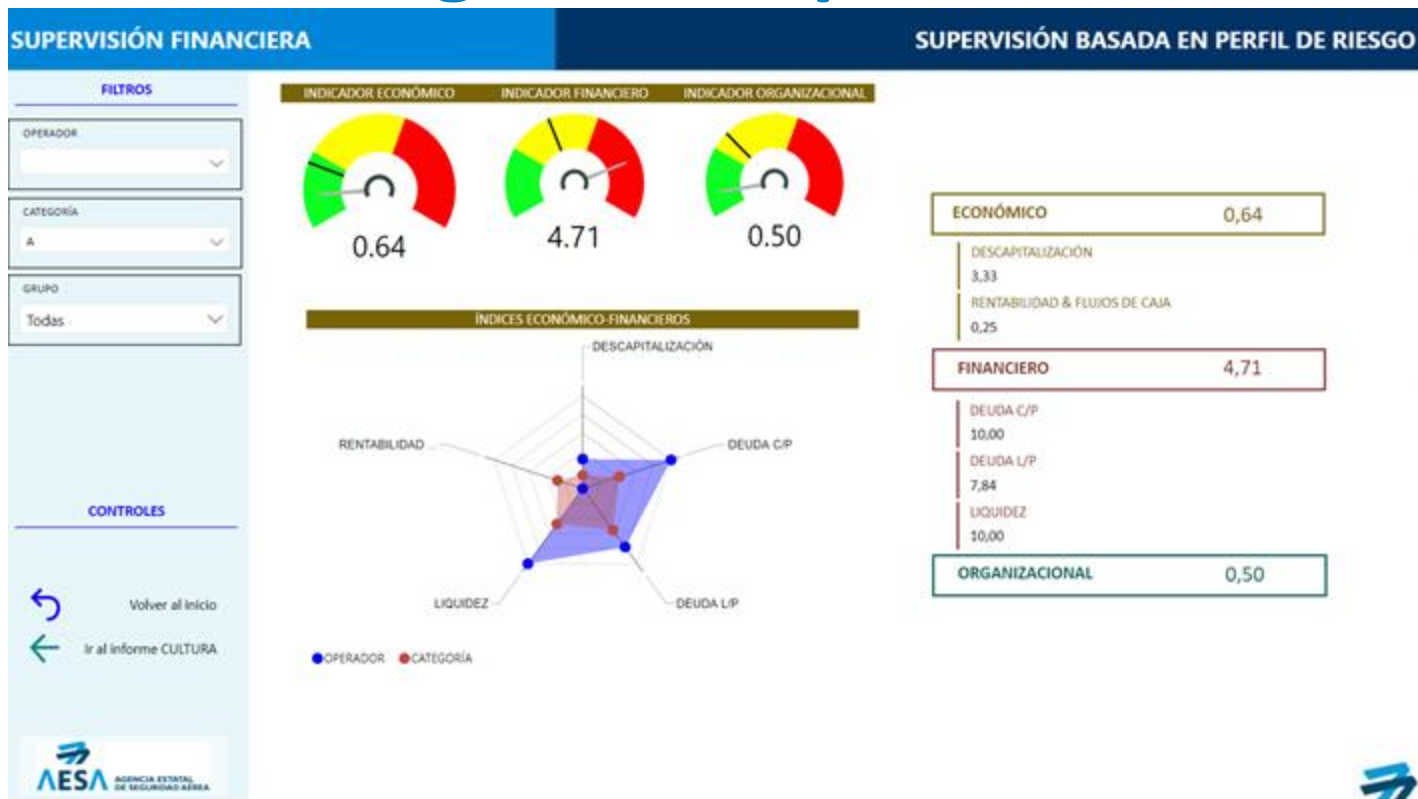 SUPERVISIÓN FINANCIERA
SUPERVISIÓN BASADA EN PERFIL DE RIESGO
FILTROS
OPERADOR
CATEGORÍA
A
GRUPO
Todas
CONTROLES
Volver al inicio
Ir al informe CULTURA
AESA AGENCIA ESTATAL
DE SEGURIDAD AÉREA
INDICADOR ECONÓMICO
INDICADOR FINANCIERO
INDICADOR ORGANIZACIONAL
0.64
4.71
0.50
ÍNDICES ECONÓMICO-FINANCIEROS
DESCAPITALIZACIÓN
RENTABILIDAD ...
DEUDA C/P
LIQUIDEZ
DEUDA L/P
OPERADOR
CATEGORÍA
ECONÓMICO 0,64
DESCAPITALIZACIÓN
3,33
RENTABILIDAD & FLUJOS DE CAJA
0,25
FINANCIERO 4,71
DEUDA C/P
10,00
DEUDA L/P
7,84
LIQUIDEZ
10,00
ORGANIZACIONAL 0,50